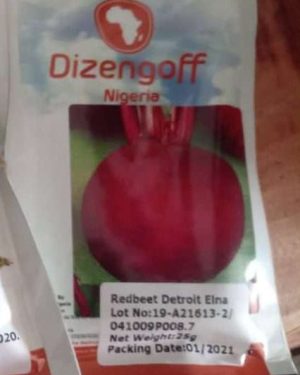 Dizengoff
Nigeria
Redbeet Detroit Elna
Lot No:19-A21613-2/
041009P008.7
Net Weight:25g
Packing Date:01/2021
020.